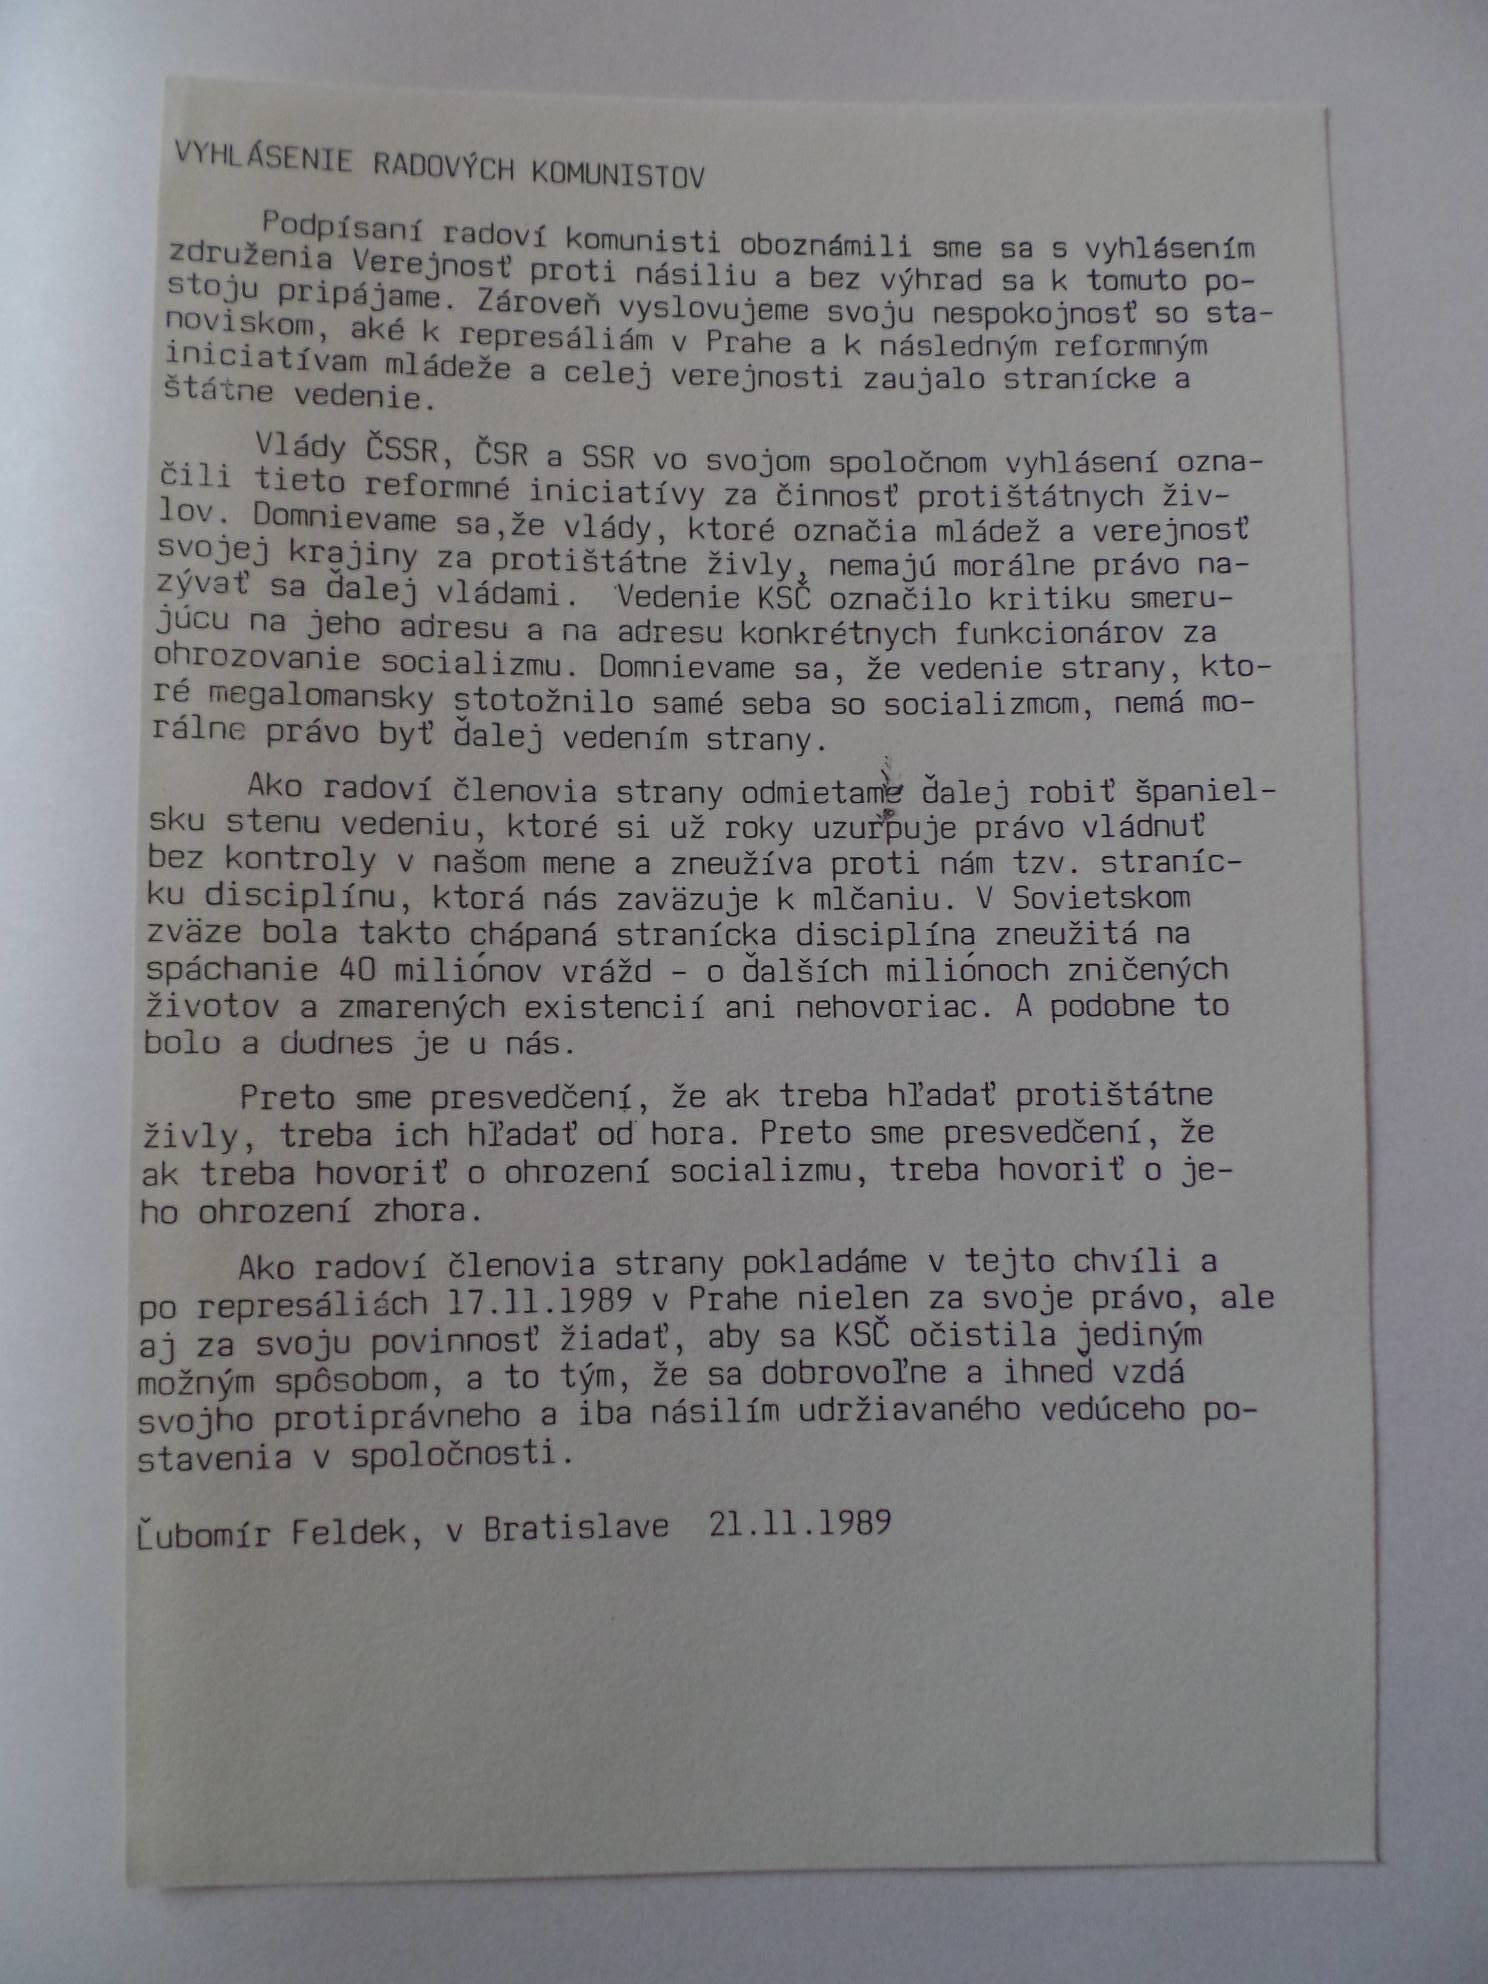 VYHLÁSENIE RADOVÝCH KOMUNISTOV
Podpísaní radoví komunisti oboznámili sme sa s vyhlásením
združenia Verejnosť proti násiliu a bez výhrad sa k tomuto po-
stoju pripájame. Zároveň vyslovujeme svoju nespokojnosť so sta-
noviskom, aké k represáliám v Prahe a k následným reformným
iniciatívam mládeže a celej verejnosti zaujalo stranícke a
štátne vedenie.
Vlády ČSSR, ČSR a SSR vo svojom spoločnom vyhlásení ozna-
čili tieto reformné iniciatívy za činnosť protištátnych živ-
lov. Domnievame sa,že vlády, ktoré označia mládež a verejnosť
svojej krajiny za protištátne živly, nemajú morálne právo na-
zývať sa ďalej vládami. Vedenie KSČ označilo kritiku smeru-
júcu na jeho adresu a na adresu konkrétnych funkcionárov za
ohrozovanie socializmu. Domnievame sa, že vedenie strany, kto-
ré megalomansky stotožnilo samé seba so socializmom, nemá mo-
rálne právo byť ďalej vedením strany.
Ako radoví členovia strany odmietame ďalej robiť španiel-
sku stenu vedeniu, ktoré si už roky uzurpuje právo vládnuť
bez kontroly v našom mene a zneužíva proti nám tzv. straníc-
ku disciplínu, ktorá nás zaväzuje k mlčaniu. V Sovietskom
zväze bola takto chápaná stranícka disciplína zneužitá na
spáchanie 40 miliónov vrážd - o ďalších miliónoch zničených
životov a zmarených existencií ani nehovoriac. A podobne to
bolo a dodnes je u nás.
Preto sme presvedčení, že ak treba hľadať protištátne
živly, treba ich hľadať od hora. Preto sme presvedčení, že
ak treba hovoriť o ohrození socializmu, treba hovoriť o je-
ho ohrození zhora.
Ako radoví členovia strany pokladáme v tejto chvíli a
po represáliách 17.11.1989 v Prahe nielen za svoje právo, ale
aj za svoju povinnosť žiadať, aby sa KSČ očistila jediným
možným spôsobom, a to tým, že sa dobrovoľne a ihneď vzdá
svojho protiprávneho a iba násilím udržiavaného vedúceho po-
stavenia v spoločnosti.
Ľubomír Feldek, v Bratislave 21.11.1989